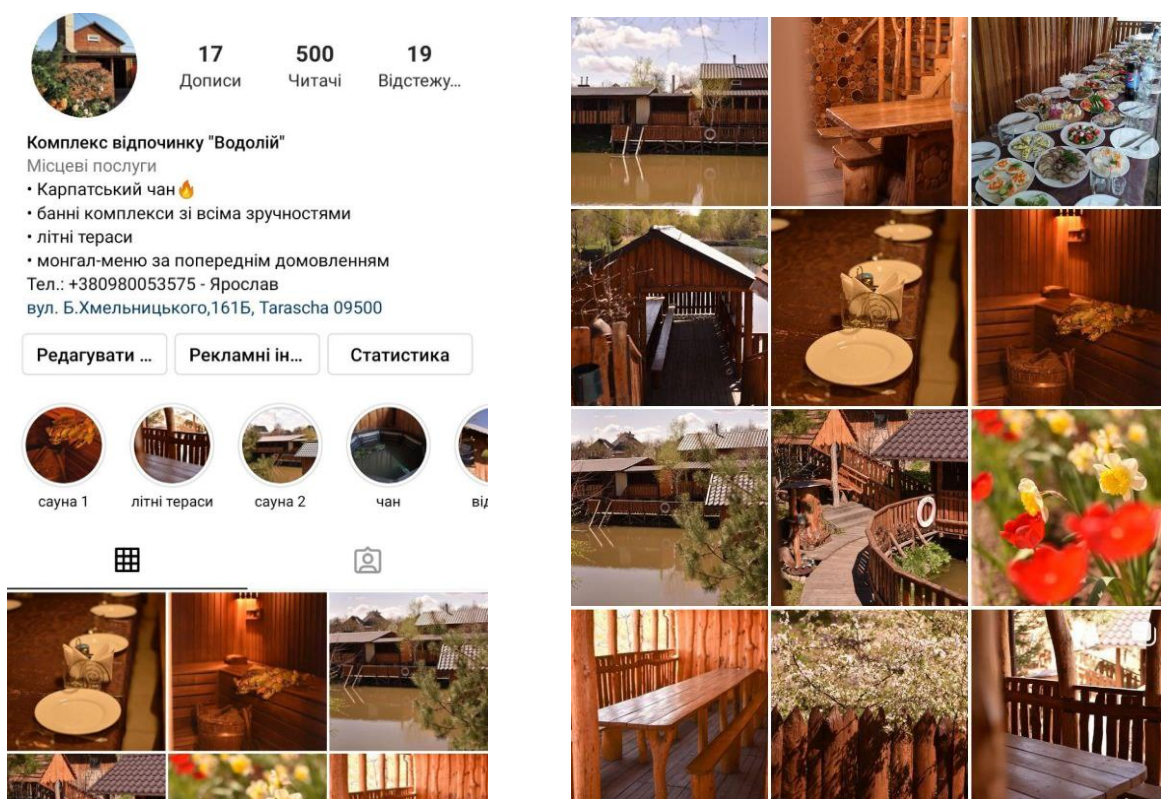 17 500 19
Дописи Читачі Відстежу...
Комплекс відпочинку "Водолій"
Місцеві послуги
• Карпатський чан🔥
• банні комплекси зі всіма зручностями
• літні тераси
• монгал-меню за попереднім домовленням
Тел.: +380980053575 - Ярослав
вул. Б.Хмельницького,161Б, Tarascha 09500
Редагувати ... Рекламні ін... Статистика
сауна 1 літні тераси сауна 2 чан від